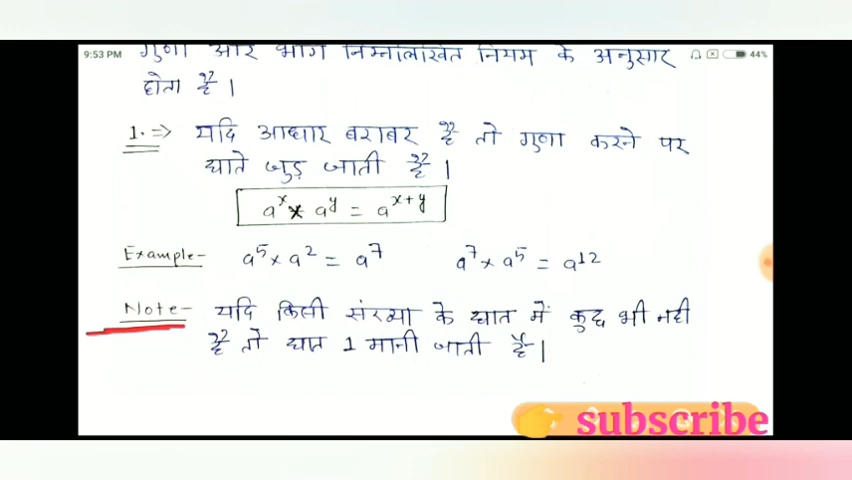 9:53 PM
44%
गुणा और भाग निम्नलिखित नियम के अनुसार
होता है।
1. => यदि आधार बराबर है तो गुणा करने पर
घाते जुड़ जाती है।
a^x × a^y = a^(x+y)
Example- a^5 × a^2 = a^7 a^7 × a^5 = a^12
Note- यदि किसी संख्या के घात में कुछ भी नही
है तो घात 1 मानी जाती है।
subscribe